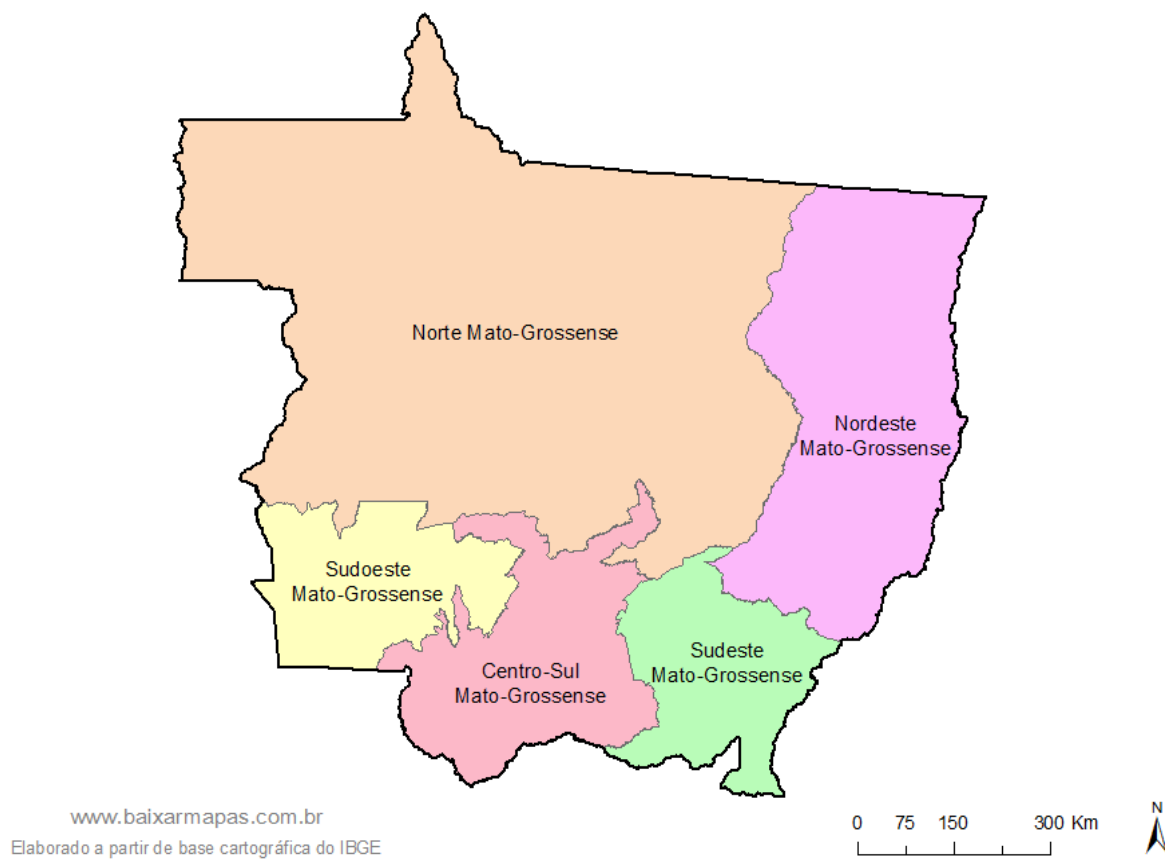 Norte Mato-Grossense
Nordeste
Mato-Grossense
Sudoeste
Mato-Grossense
Sudeste
Mato-Grossense
Centro-Sul
Mato-Grossense
www.baixarmapas.com.br
Elaborado a partir de base cartográfica do IBGE
0 75 150 300 Km
N